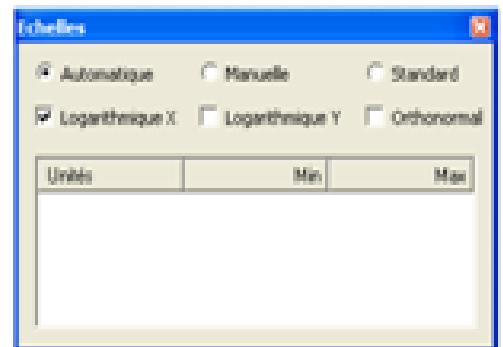 Echelles
Automatique Manuelle Standard
Logarithmique X Logarithmique Y Orthonormal
Unités Min Max